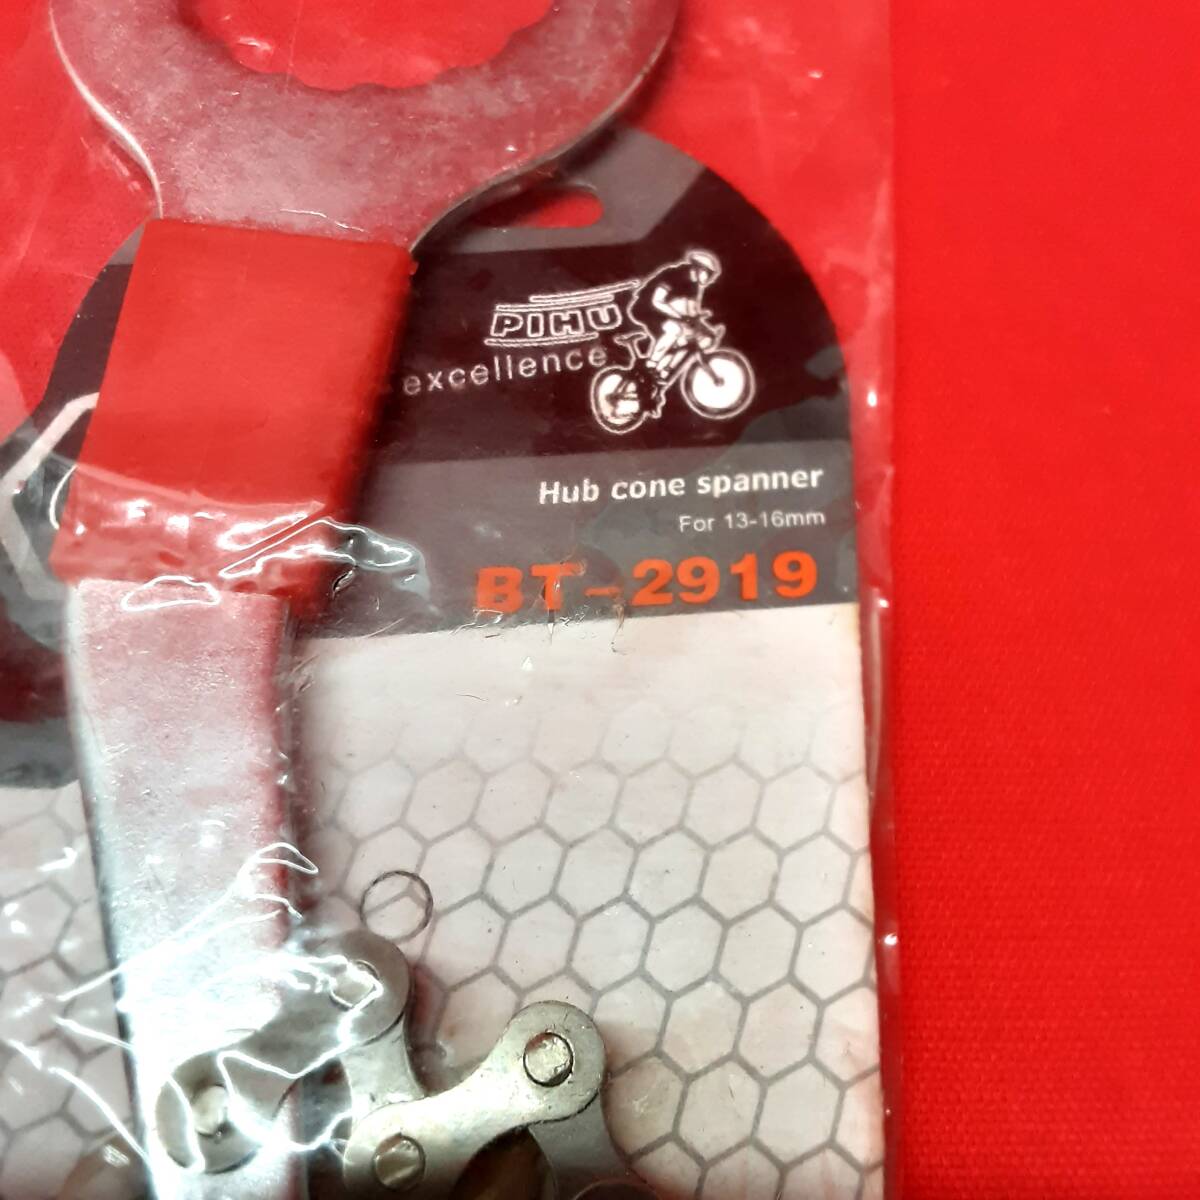 PIHU
excellence
Hub cone spanner
For 13-16mm
BT-2919